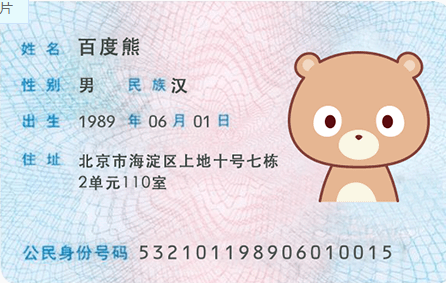 片
姓名 百度熊
性别 男 民族 汉
出生 1989 年 06 月 01 日
住址 北京市海淀区上地十号七栋
2单元110室
公民身份号码 532101198906010015